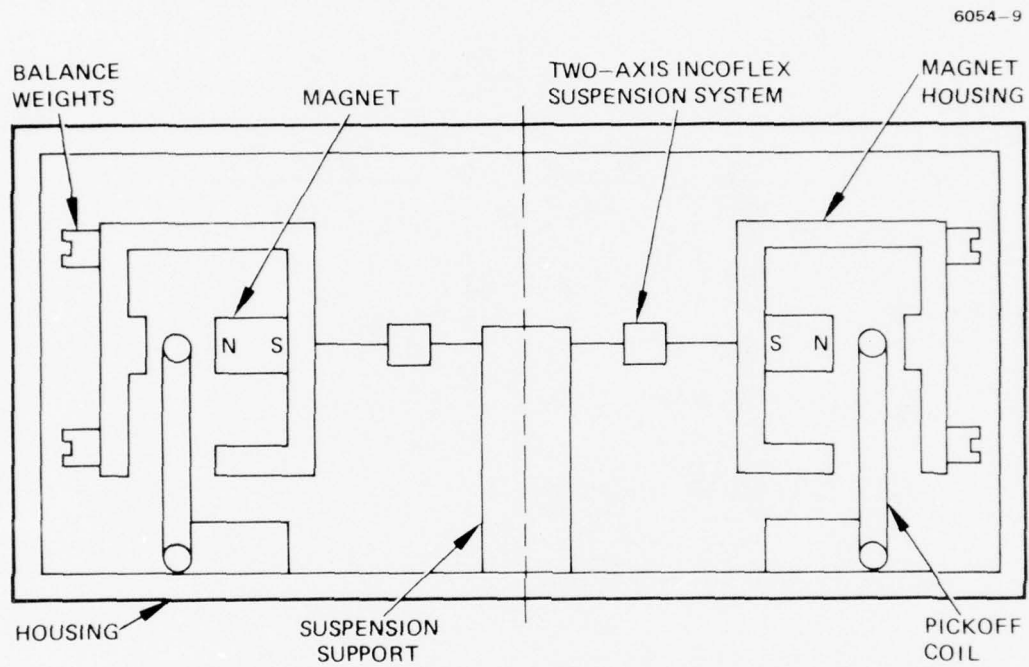 6054-9
BALANCE
WEIGHTS
MAGNET
TWO-AXIS INCOFLEX
SUSPENSION SYSTEM
MAGNET
HOUSING
N S
S N
HOUSING
SUSPENSION
SUPPORT
PICKOFF
COIL